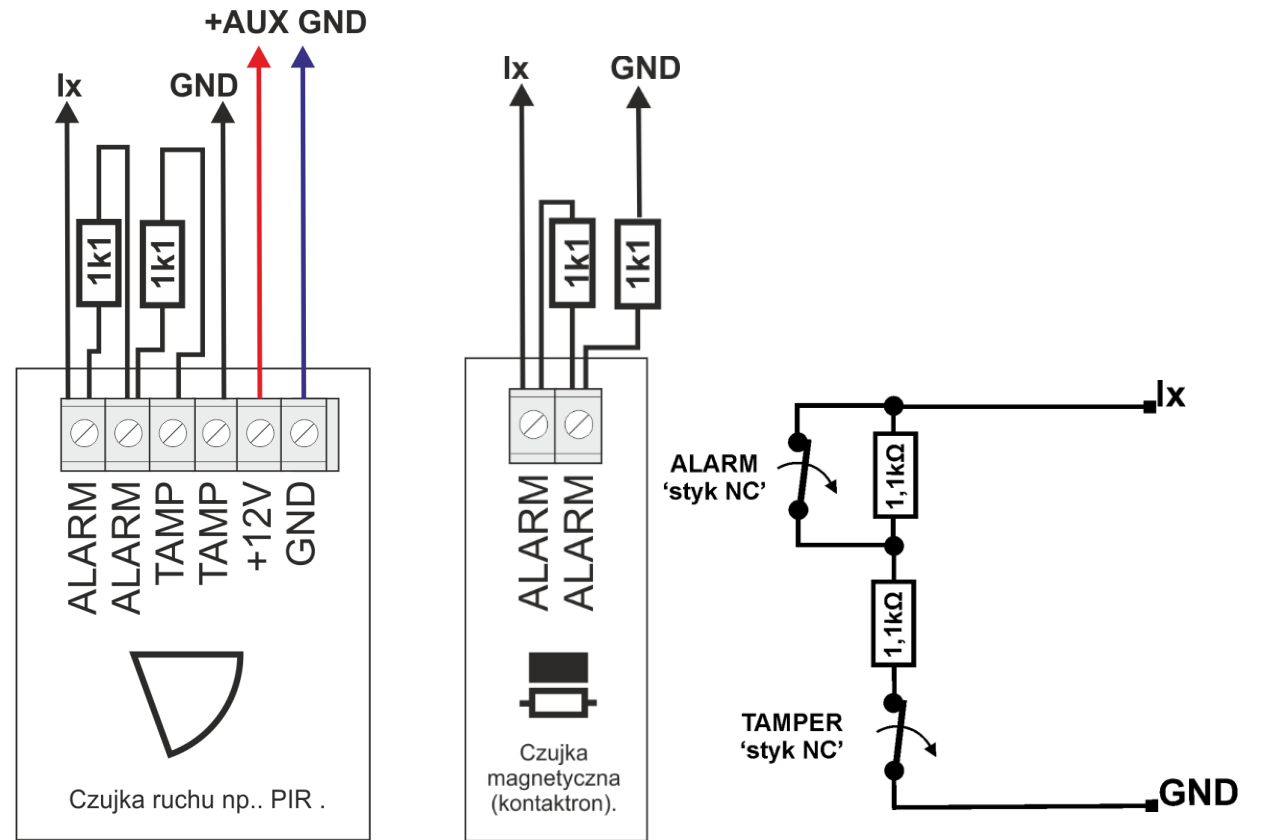 +AUX GND
Ix
GND
1k1
1k1
ALARM
ALARM
TAMP
TAMP
+12V
GND
Czujka ruchu np.. PIR .
Ix
GND
1k1
1k1
ALARM
ALARM
Czujka
magnetyczna
(kontaktron).
Ix
ALARM
'styk NC'
1,1kΩ
1,1kΩ
TAMPER
'styk NC'
GND